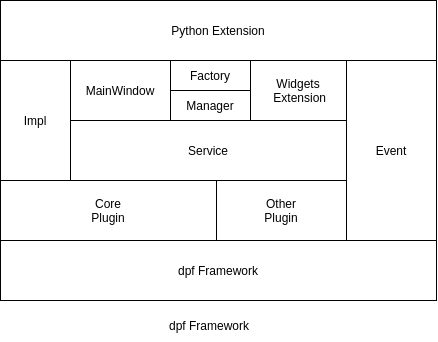 Python Extension
MainWindow
Factory
Manager
Widgets
Extension
Impl
Service
Event
Core
Plugin
Other
Plugin
dpf Framework
dpf Framework